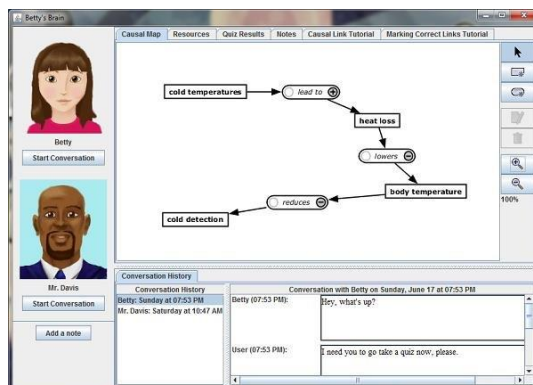 Betty's Brain
Causal Map
Resources
Quiz Results
Notes
Causal Link Tutorial
Marking Correct Links Tutorial
Betty
Start Conversation
Mr. Davis
Start Conversation
Add a note
cold temperatures
lead to
heat loss
lowers
body temperature
reduces
cold detection
100%
Conversation History
Conversation History
Betty: Sunday at 07:53 PM
Mr. Davis: Saturday at 10:47 AM
Conversation with Betty on Sunday, June 17 at 07:53 PM
Betty (07:53 PM):
Hey, what's up?
User (07:53 PM):
I need you to go take a quiz now, please.